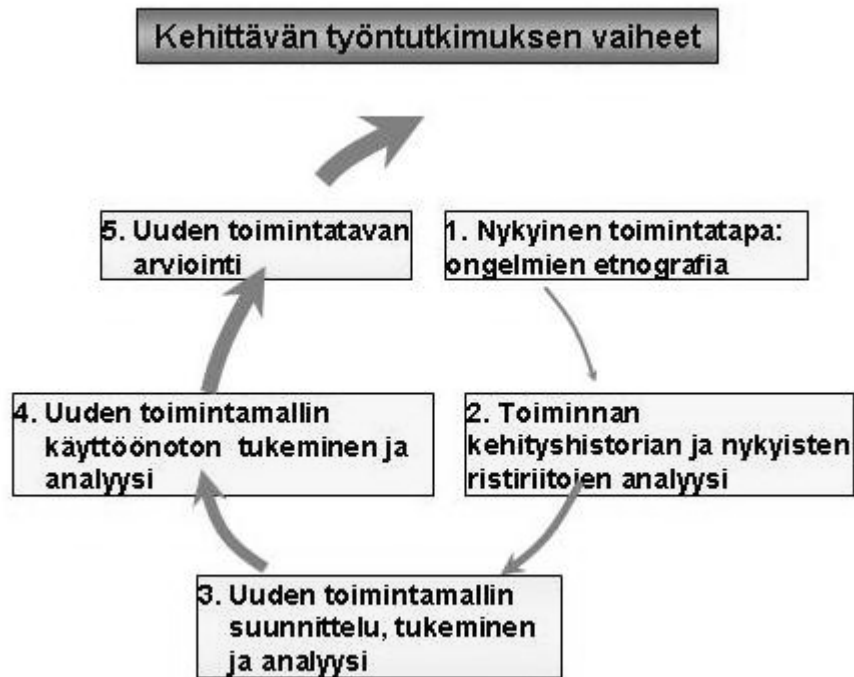 Kehittävän työntutkimuksen vaiheet
5. Uuden toimintatavan
arviointi
1. Nykyinen toimintatapa:
ongelmien etnografia
4. Uuden toimintamallin
käyttöönoton tukeminen ja
analyysi
2. Toiminnan
kehityshistorian ja nykyisten
ristiriitojen analyysi
3. Uuden toimintamallin
suunnittelu, tukeminen
ja analyysi